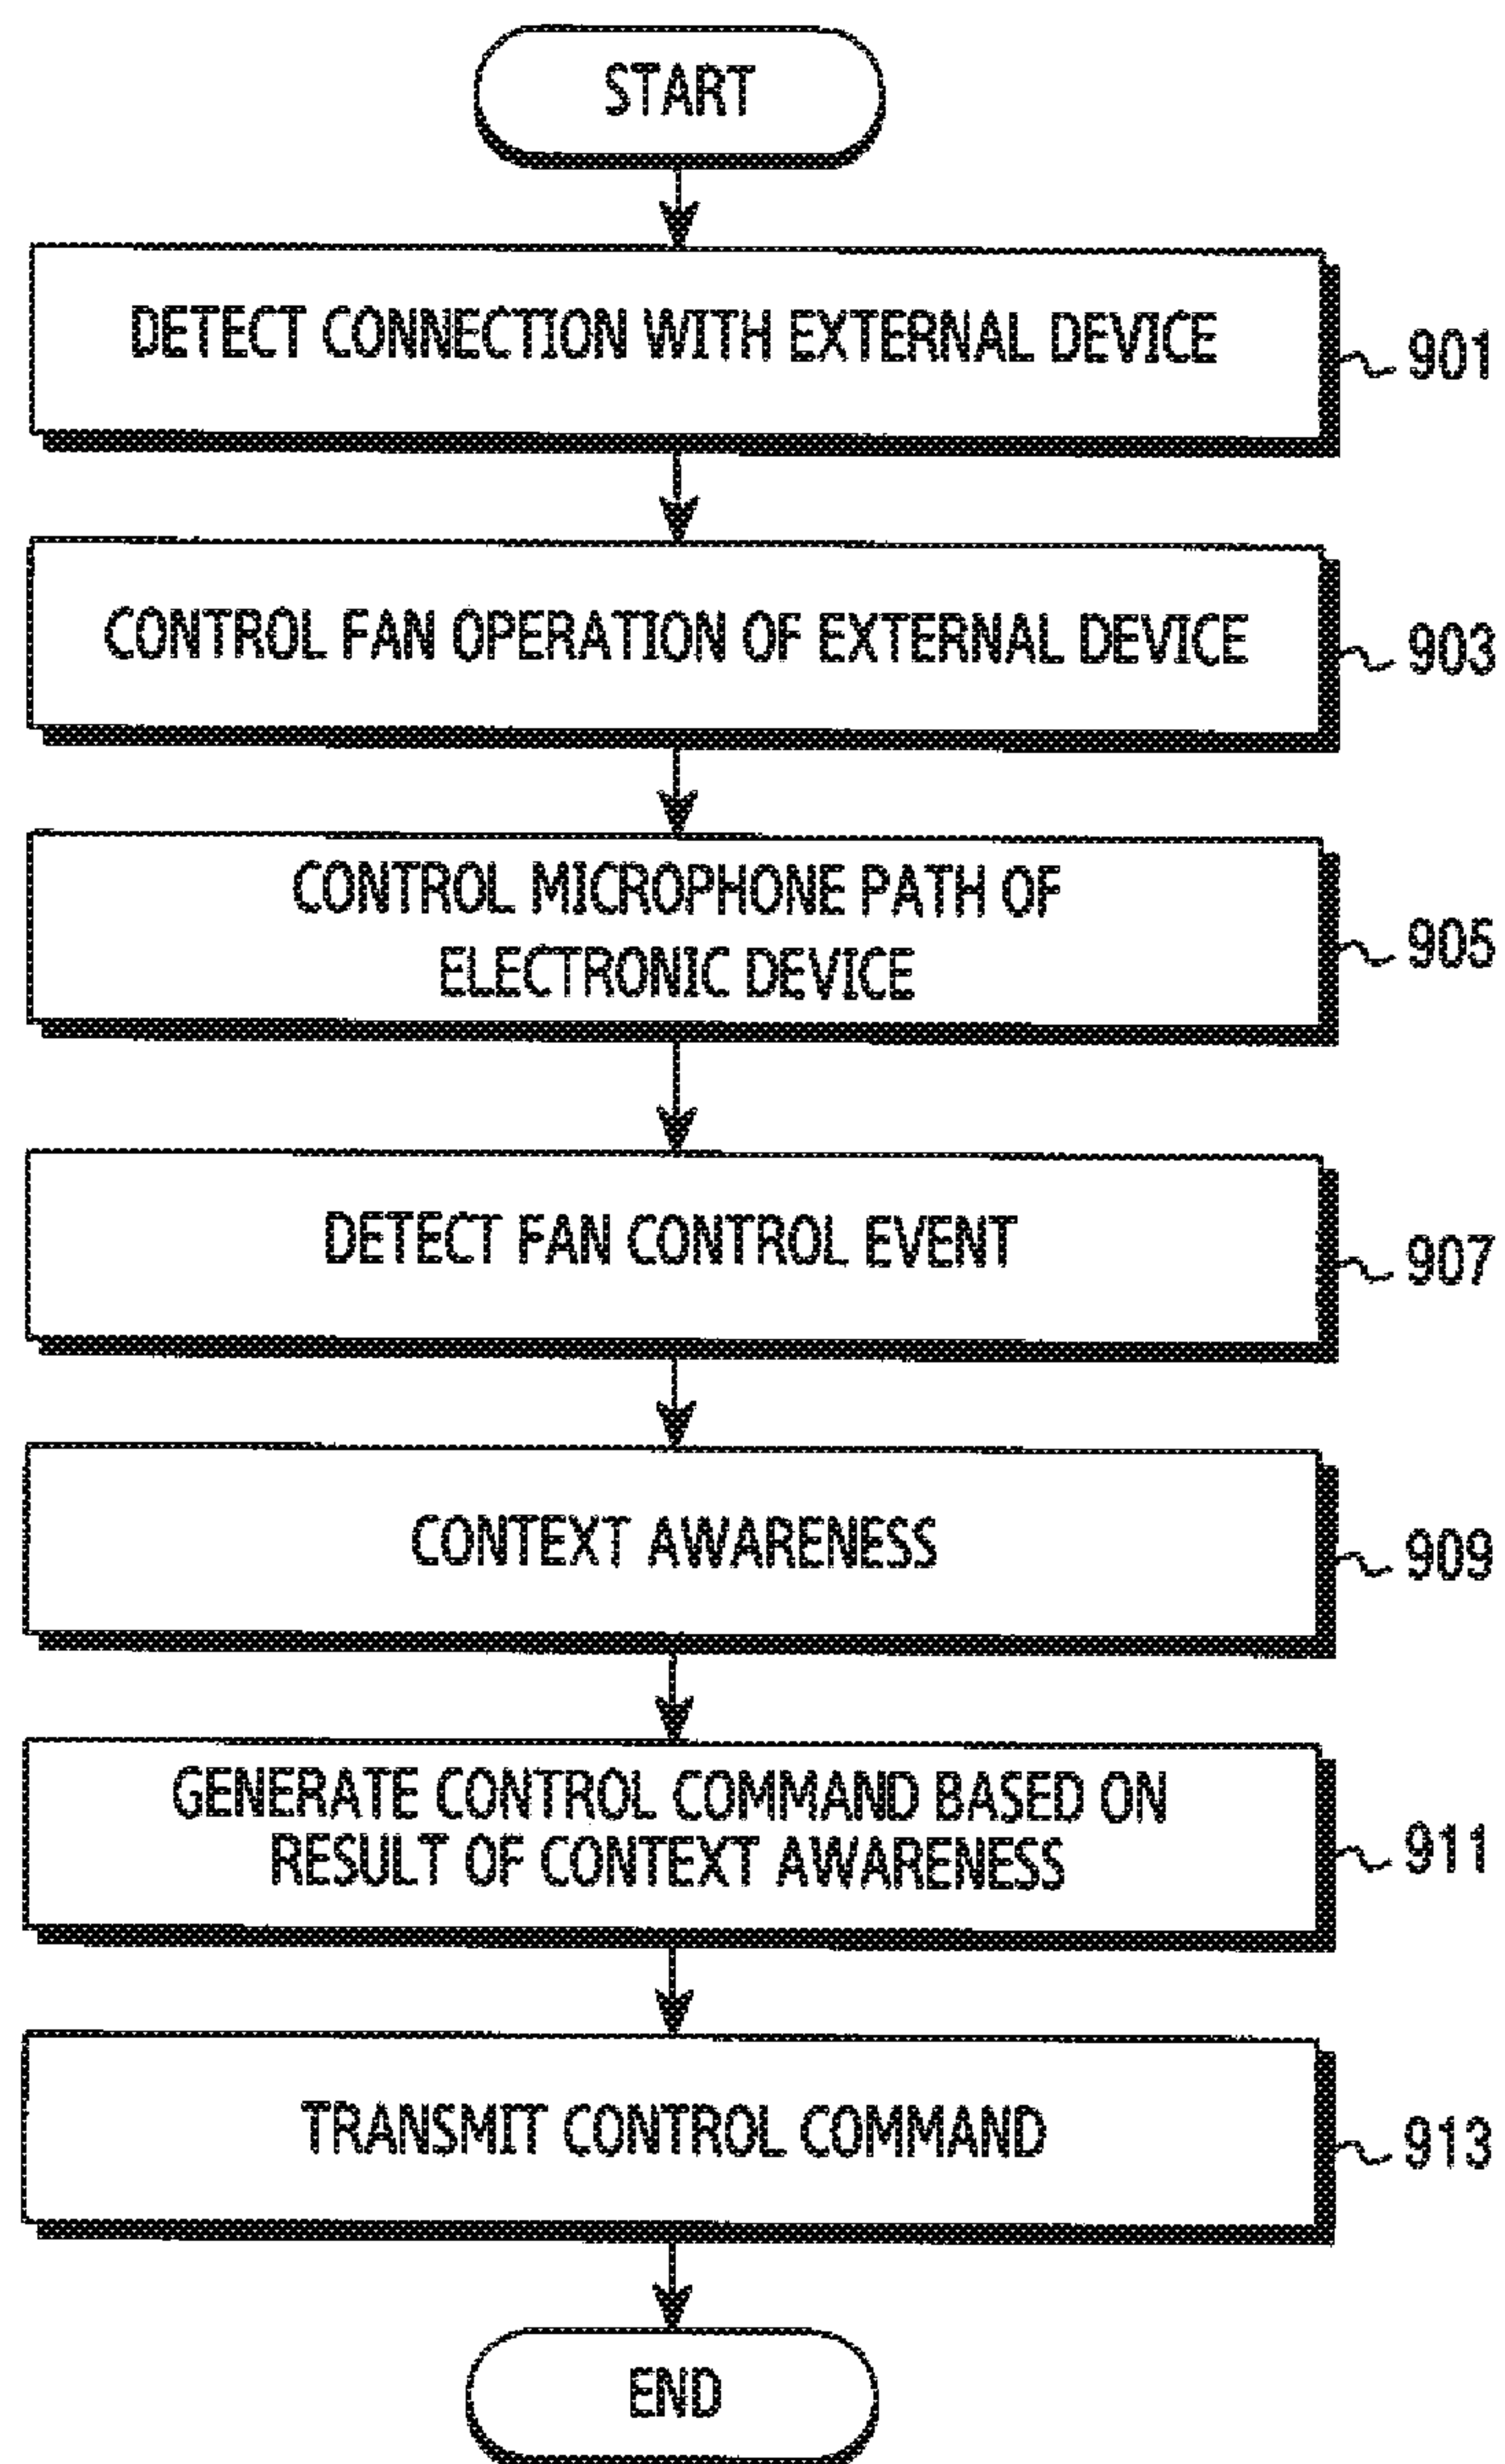 START
DETECT CONNECTION WITH EXTERNAL DEVICE
901
CONTROL FAN OPERATION OF EXTERNAL DEVICE
903
CONTROL MICROPHONE PATH OF
ELECTRONIC DEVICE
905
DETECT FAN CONTROL EVENT
907
CONTEXT AWARENESS
909
GENERATE CONTROL COMMAND BASED ON
RESULT OF CONTEXT AWARENESS
911
TRANSMIT CONTROL COMMAND
913
END